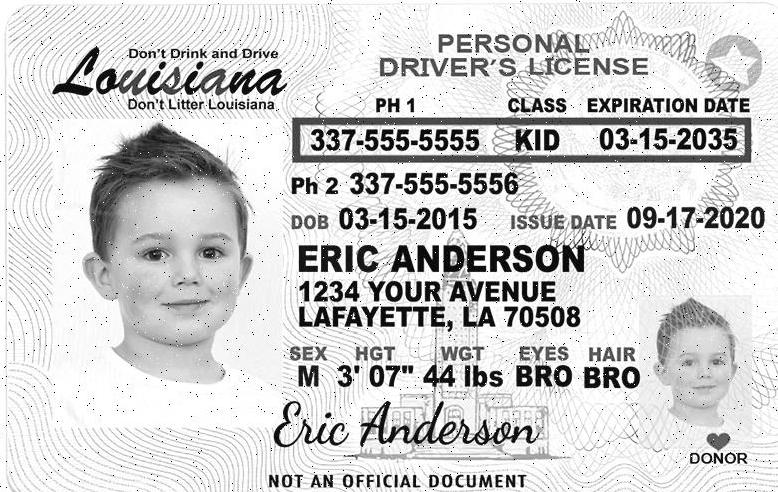 Don't Drink and Drive
Louisiana
Don't Litter Louisiana
PERSONAL
DRIVER'S LICENSE
PH 1 CLASS EXPIRATION DATE
337-555-5555 KID 03-15-2035
Ph 2 337-555-5556
DOB 03-15-2015 ISSUE DATE 09-17-2020
ERIC ANDERSON
1234 YOUR AVENUE
LAFAYETTE, LA 70508
SEX HGT WGT EYES HAIR
M 3' 07" 44 lbs BRO BRO
Eric Anderson
DONOR
NOT AN OFFICIAL DOCUMENT